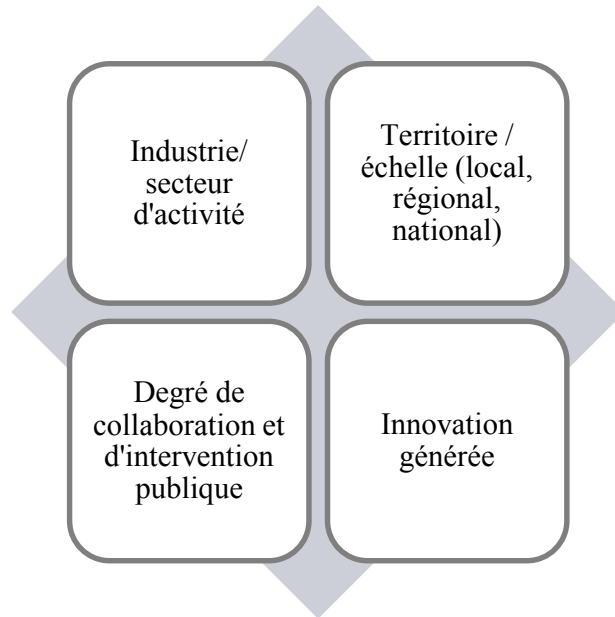 Industrie/
secteur
d'activité
Territoire /
échelle (local,
régional,
national)
Degré de
collaboration et
d'intervention
publique
Innovation
générée